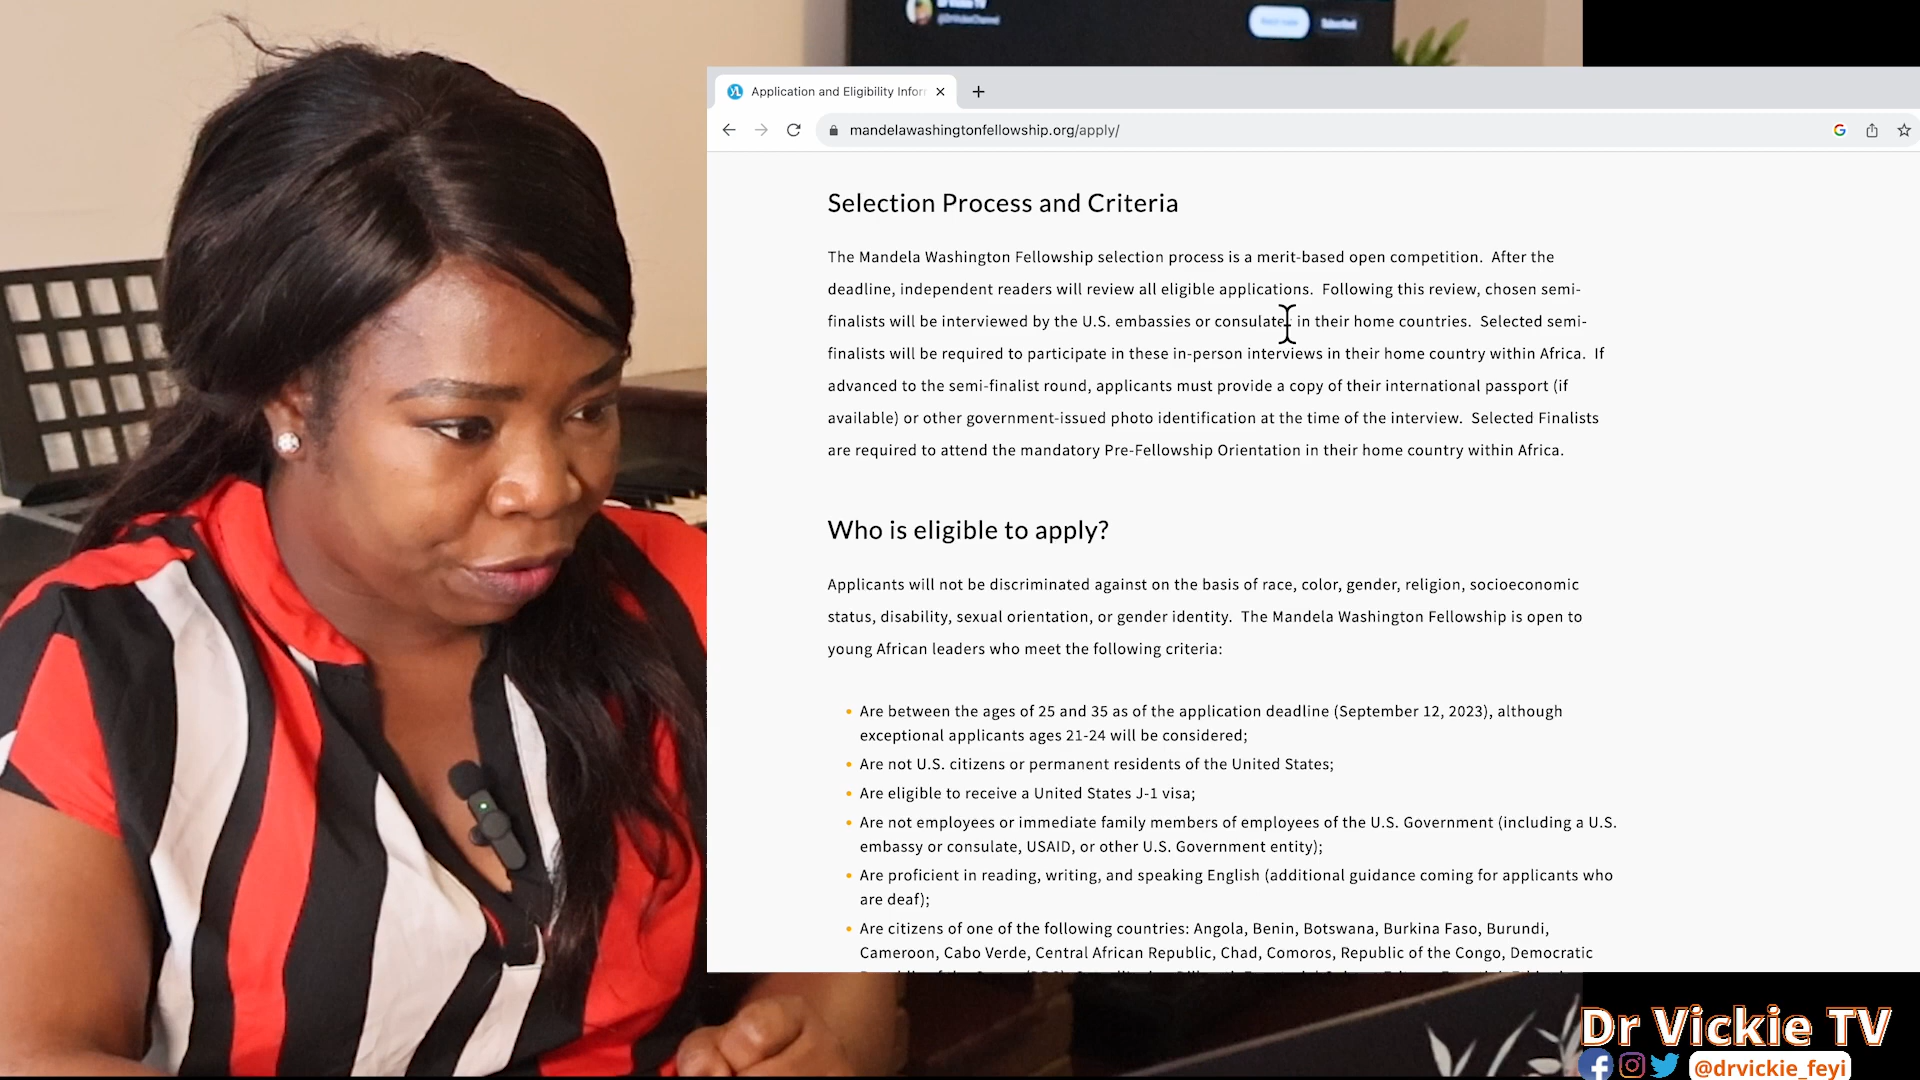 Dr Vickie TV
@DrVickieChannel
Subscribed
Application and Eligibility Infor
mandelawashingtonfellowship.org/apply/
Selection Process and Criteria
The Mandela Washington Fellowship selection process is a merit-based open competition.  After the
deadline, independent readers will review all eligible applications.  Following this review, chosen semi-
finalists will be interviewed by the U.S. embassies or consulates in their home countries.  Selected semi-
finalists will be required to participate in these in-person interviews in their home country within Africa.  If
advanced to the semi-finalist round, applicants must provide a copy of their international passport (if
available) or other government-issued photo identification at the time of the interview.  Selected Finalists
are required to attend the mandatory Pre-Fellowship Orientation in their home country within Africa.
Who is eligible to apply?
Applicants will not be discriminated against on the basis of race, color, gender, religion, socioeconomic
status, disability, sexual orientation, or gender identity.  The Mandela Washington Fellowship is open to
young African leaders who meet the following criteria:
• Are between the ages of 25 and 35 as of the application deadline (September 12, 2023), although
exceptional applicants ages 21-24 will be considered;
• Are not U.S. citizens or permanent residents of the United States;
• Are eligible to receive a United States J-1 visa;
• Are not employees or immediate family members of employees of the U.S. Government (including a U.S.
embassy or consulate, USAID, or other U.S. Government entity);
• Are proficient in reading, writing, and speaking English (additional guidance coming for applicants who
are deaf);
• Are citizens of one of the following countries: Angola, Benin, Botswana, Burkina Faso, Burundi,
Cameroon, Cabo Verde, Central African Republic, Chad, Comoros, Republic of the Congo, Democratic
Dr Vickie TV
@drvickie_feyi